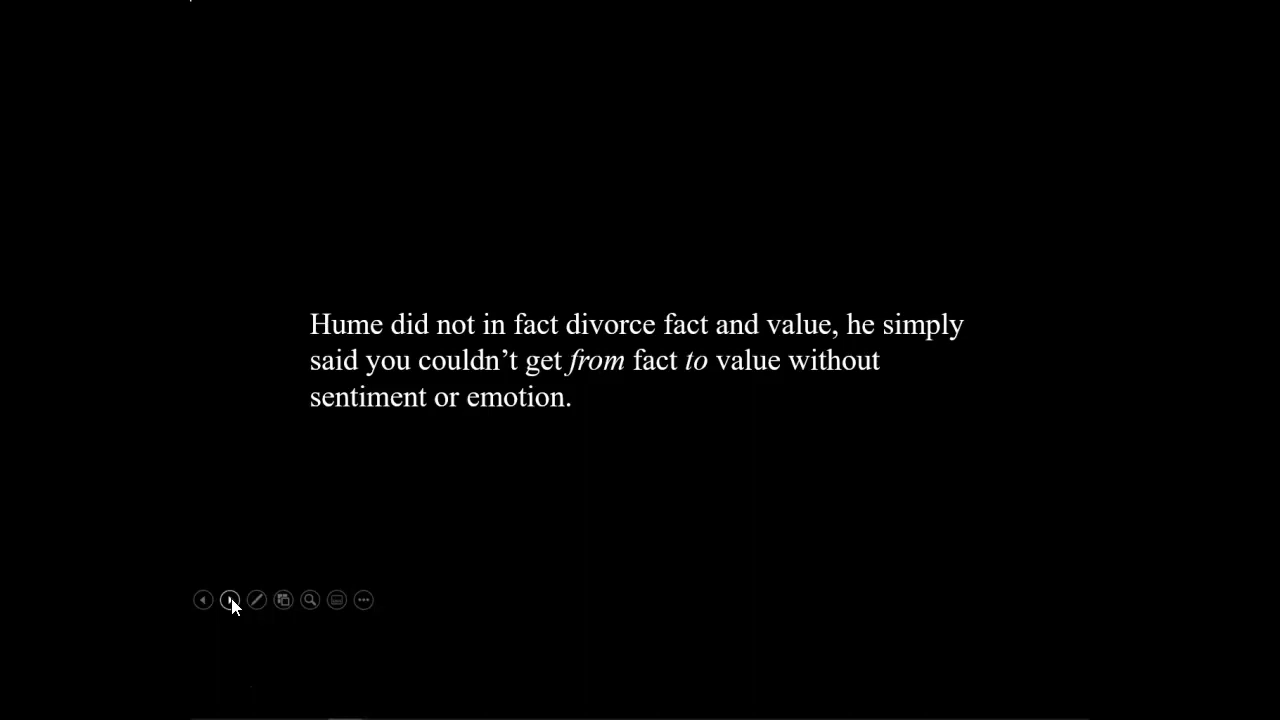 Hume did not in fact divorce fact and value, he simply
said you couldn’t get from fact to value without
sentiment or emotion.